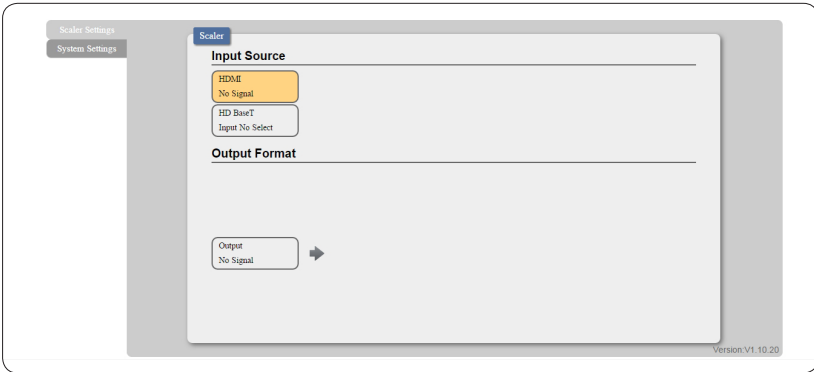 Scaler Settings
System Settings
Scaler
Input Source
HDMI
No Signal
HD BaseT
Input No Select
Output Format
Output
No Signal
Version:V1.10.20